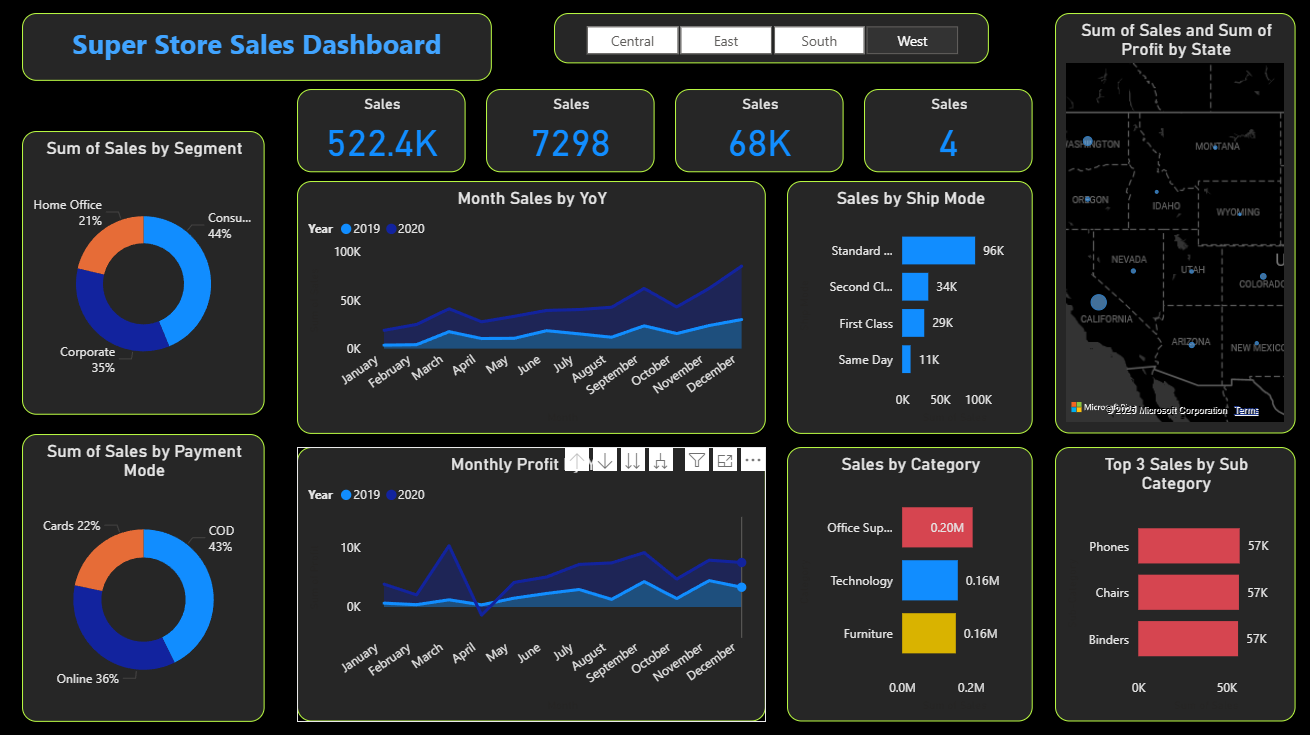 Super Store Sales Dashboard
Central
East
South
West
Sum of Sales and Sum of
Profit by State
WASHINGTON
MONTANA
OREGON
IDAHO
WYOMING
NEVADA
UTAH
COLORADO
CALIFORNIA
ARIZONA
NEW MEXICO
© 2025 Microsoft Corporation Terms
Sales
522.4K
Sales
7298
Sales
68K
Sales
4
Sum of Sales by Segment
Home Office
21%
Consu...
44%
Corporate
35%
Month Sales by YoY
Year 2019 2020
100K
50K
0K
January
February
March
April
May
June
July
August
September
October
November
December
Sales by Ship Mode
Standard ... 96K
Second Cl... 34K
First Class 29K
Same Day 11K
0K 50K 100K
Sum of Sales by Payment
Mode
Cards 22%
COD
43%
Online 36%
Monthly Profit
Year 2019 2020
10K
0K
January
February
March
April
May
June
July
August
September
October
November
December
Sales by Category
Office Sup... 0.20M
Technology 0.16M
Furniture 0.16M
0.0M 0.2M
Top 3 Sales by Sub
Category
Phones 57K
Chairs 57K
Binders 57K
0K 50K